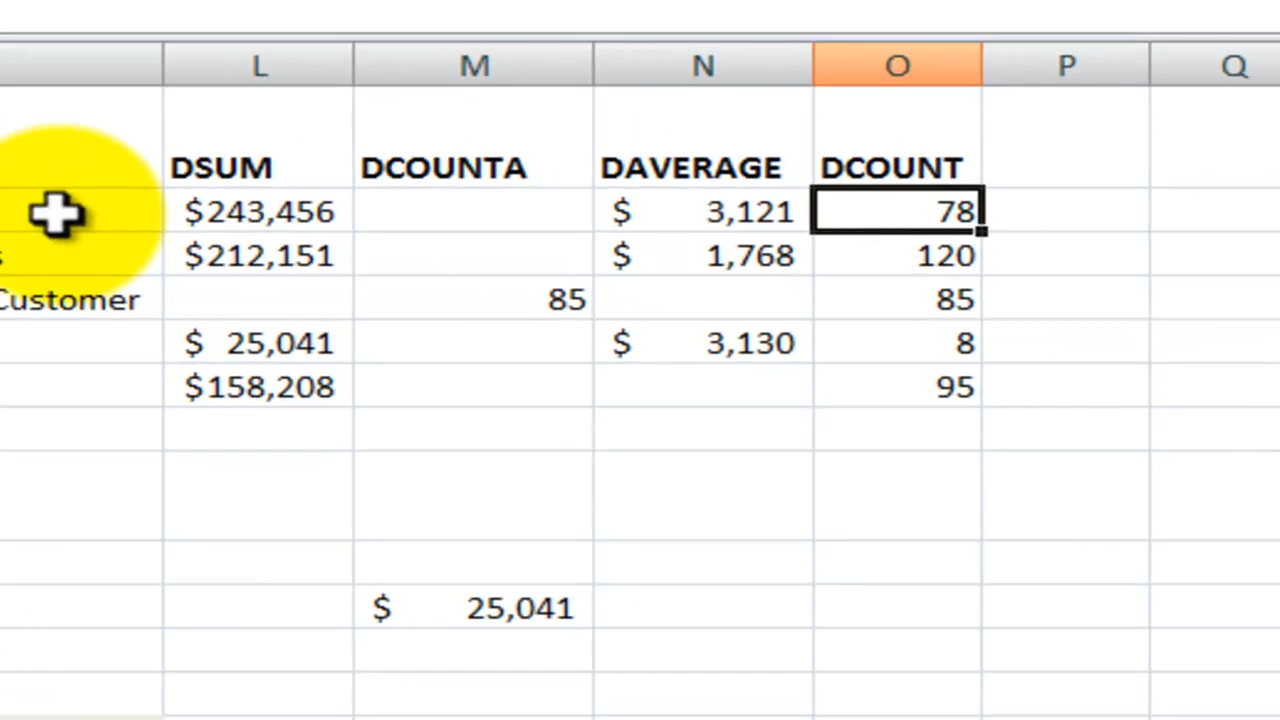 L M N O P Q
DSUM DCOUNTA DAVERAGE DCOUNT
$243,456 $ 3,121 78
s $212,151 $ 1,768 120
Customer 85 85
$ 25,041 $ 3,130 8
$158,208 95
$ 25,041